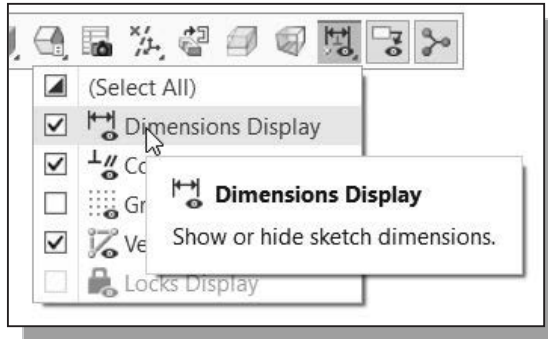 (Select All)
Dimensions Display
Co
Gr
Ve
Dimensions Display
Show or hide sketch dimensions.
Locks Display